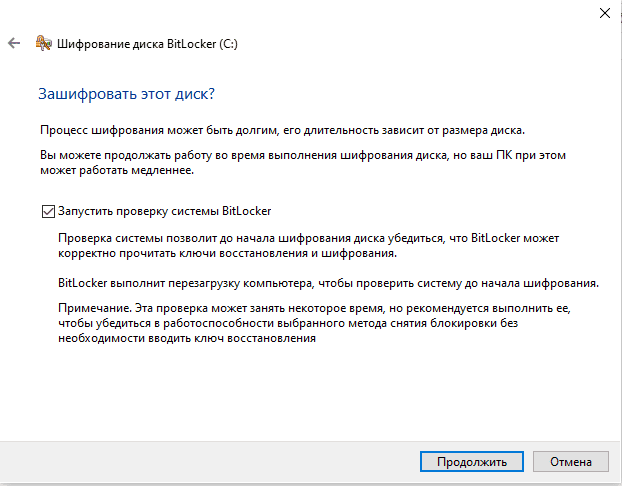 Шифрование диска BitLocker (C:)
Зашифровать этот диск?
Процесс шифрования может быть долгим, его длительность зависит от размера диска.
Вы можете продолжать работу во время выполнения шифрования диска, но ваш ПК при этом
может работать медленнее.
Запустить проверку системы BitLocker
Проверка системы позволит до начала шифрования диска убедиться, что BitLocker может
корректно прочитать ключи восстановления и шифрования.
BitLocker выполнит перезагрузку компьютера, чтобы проверить систему до начала шифрования.
Примечание. Эта проверка может занять некоторое время, но рекомендуется выполнить ее,
чтобы убедиться в работоспособности выбранного метода снятия блокировки без
необходимости вводить ключ восстановления
Продолжить
Отмена